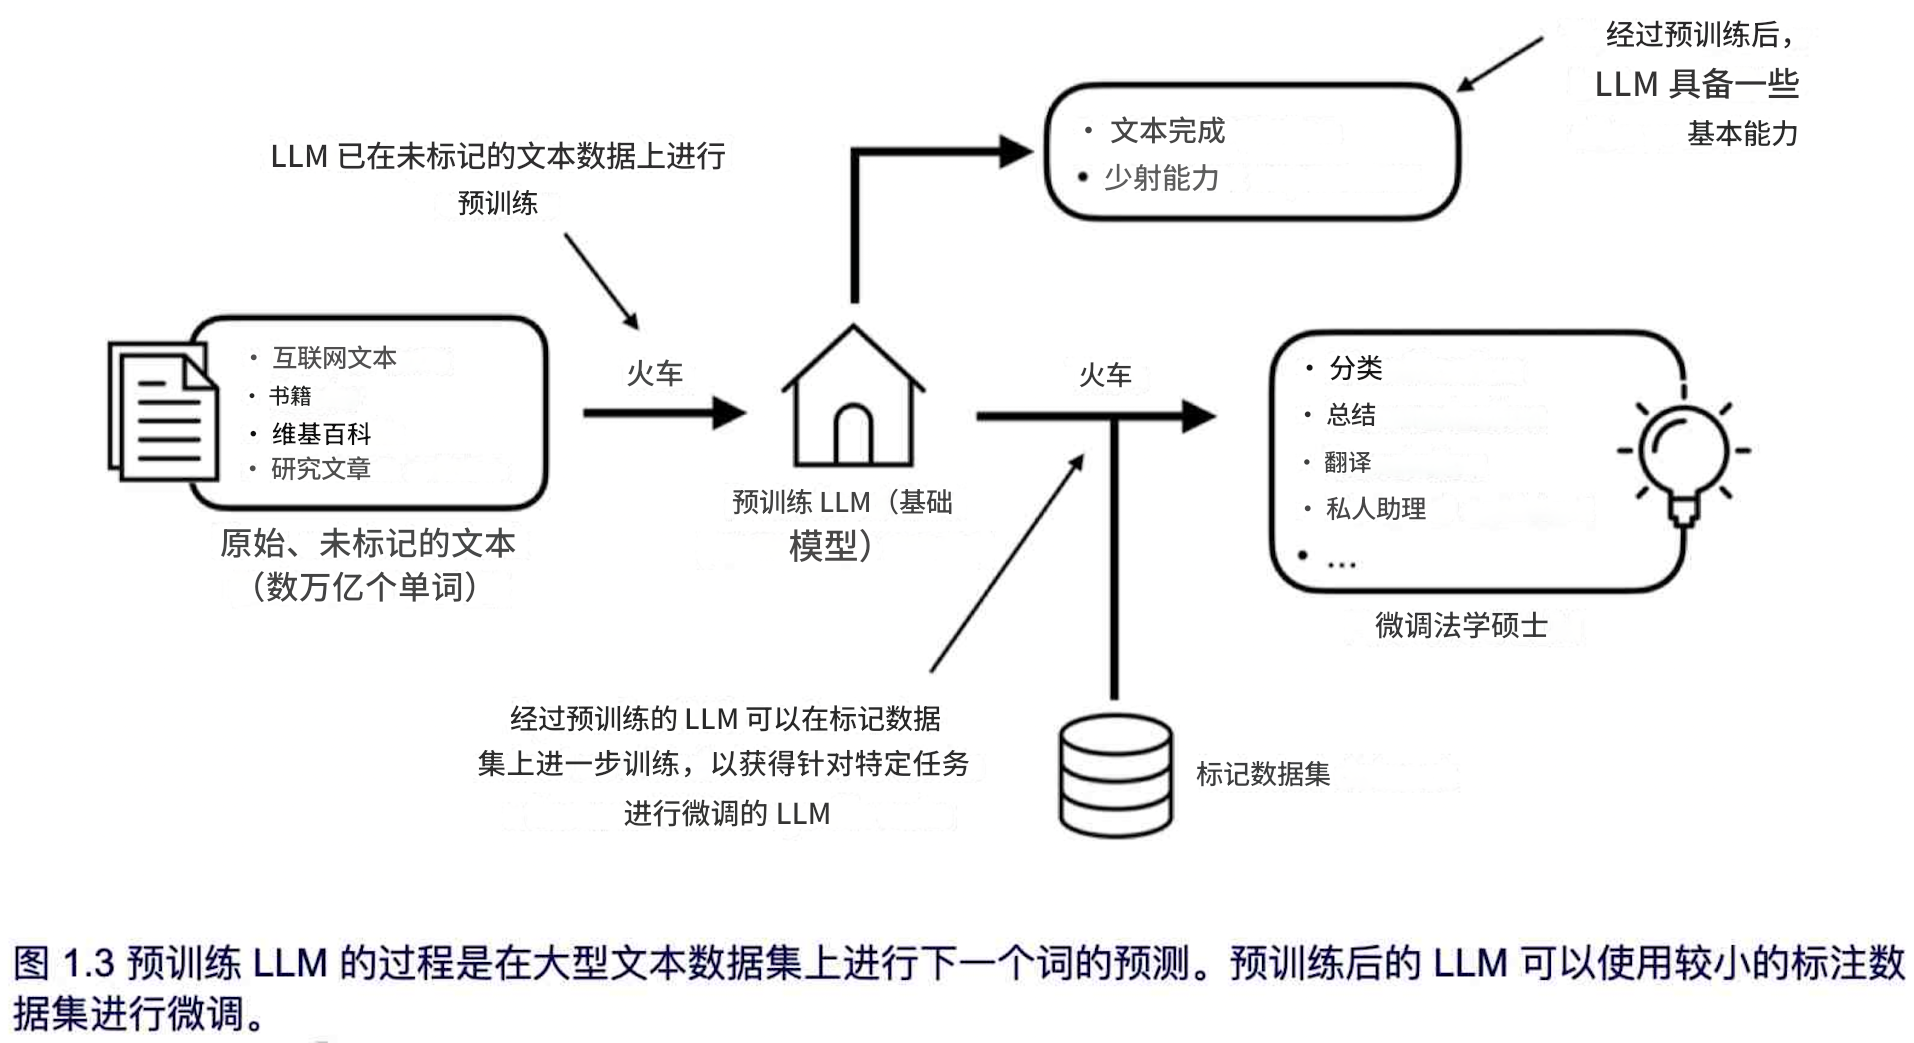 经过预训练后，
LLM 具备一些
基本能力
• 文本完成
• 少射能力
LLM 已在未标记的文本数据上进行
预训练
• 互联网文本
• 书籍
• 维基百科
• 研究文章
原始、未标记的文本
（数万亿个单词）
火车
预训练 LLM（基础
模型）
火车
• 分类
• 总结
• 翻译
• 私人助理
• ...
微调法学硕士
经过预训练的 LLM 可以在标记数据
集上进一步训练，以获得针对特定任务
进行微调的 LLM
标记数据集
图 1.3 预训练 LLM 的过程是在大型文本数据集上进行下一个词的预测。预训练后的 LLM 可以使用较小的标注数
据集进行微调。